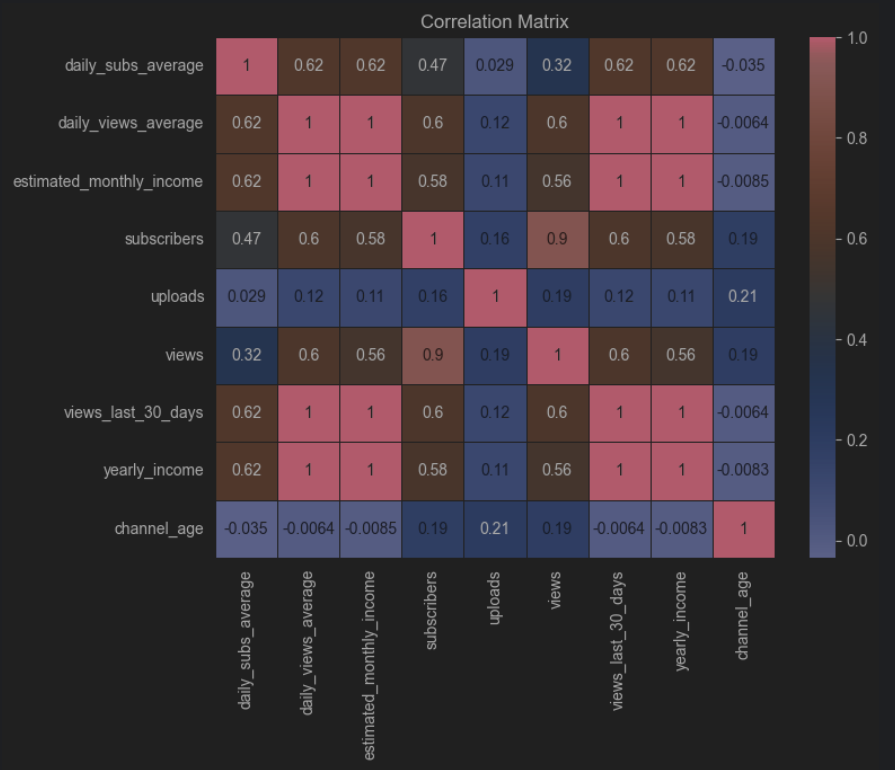 Correlation Matrix
daily_subs_average 1 0.62 0.62 0.47 0.029 0.32 0.62 0.62 -0.035
daily_views_average 0.62 1 1 0.6 0.12 0.6 1 1 -0.0064
estimated_monthly_income 0.62 1 1 0.58 0.11 0.56 1 1 -0.0085
subscribers 0.47 0.6 0.58 1 0.16 0.9 0.6 0.58 0.19
uploads 0.029 0.12 0.11 0.16 1 0.19 0.12 0.11 0.21
views 0.32 0.6 0.56 0.9 0.19 1 0.6 0.56 0.19
views_last_30_days 0.62 1 1 0.6 0.12 0.6 1 1 -0.0064
yearly_income 0.62 1 1 0.58 0.11 0.56 1 1 -0.0083
channel_age -0.035 -0.0064 -0.0085 0.19 0.21 0.19 -0.0064 -0.0083 1
daily_subs_average
daily_views_average
estimated_monthly_income
subscribers
uploads
views
views_last_30_days
yearly_income
channel_age
1.0
0.8
0.6
0.4
0.2
0.0